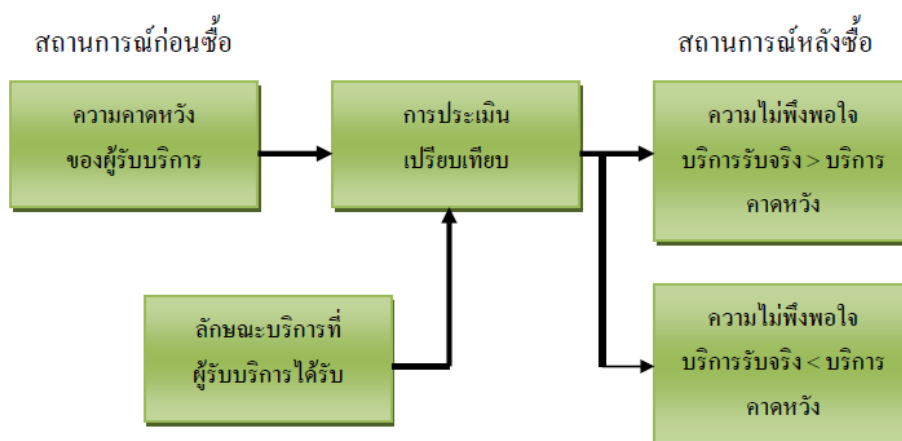 สถานการณ์ก่อนซื้อ
สถานการณ์หลังซื้อ
ความคาดหวัง
ของผู้รับบริการ
การประเมิน
เปรียบเทียบ
ความไม่พึงพอใจ
บริการรับจริง > บริการ
คาดหวัง
ลักษณะบริการที่
ผู้รับบริการได้รับ
ความไม่พึงพอใจ
บริการรับจริง < บริการ
คาดหวัง